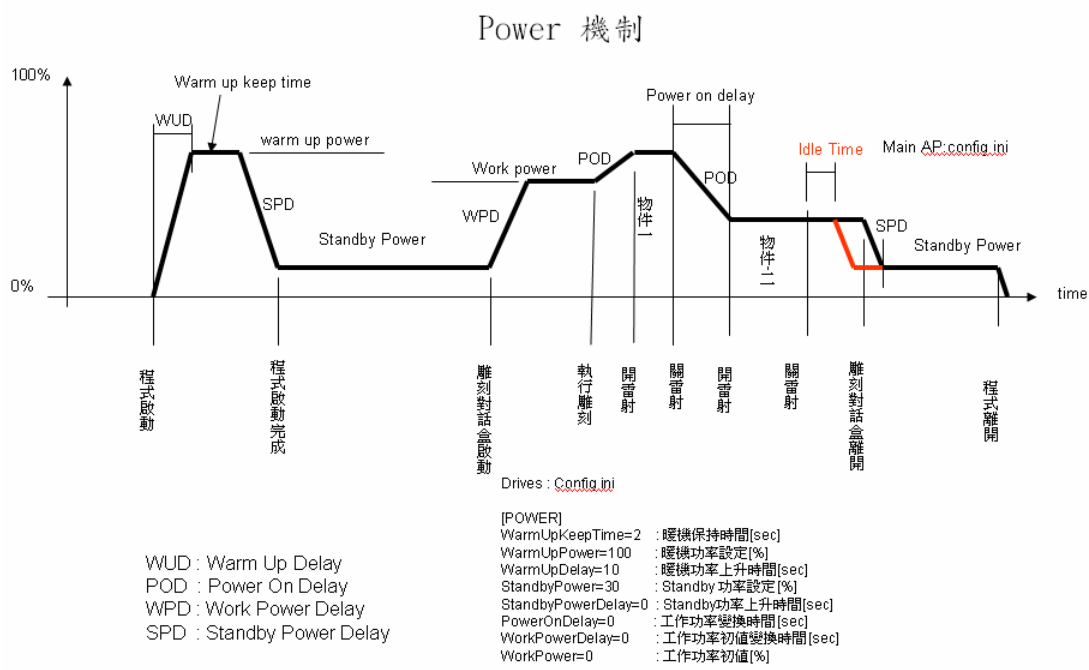 Power 機制
100%
Warm up keep time
WUD
warm up power
SPD
Standby Power
Work power
WPD
POD
物件一
Power on delay
POD
物件二
Idle Time
Main AP:config.ini
SPD
Standby Power
0%
time
程式啟動
程式啟動完成
雕刻對話盒啟動
執行雕刻
開雷射
關雷射
開雷射
關雷射
雕刻對話盒離開
程式離開
Drives : Config.ini
[POWER]
WarmUpKeepTime=2 : 暖機保持時間[sec]
WarmUpPower=100 : 暖機功率設定[%]
WarmUpDelay=10 : 暖機功率上升時間[sec]
StandbyPower=30 : Standby 功率設定[%]
StandbyPowerDelay=0 : Standby功率上升時間[sec]
PowerOnDelay=0 : 工作功率變換時間[sec]
WorkPowerDelay=0 : 工作功率初值變換時間[sec]
WorkPower=0 : 工作功率初值[%]
WUD : Warm Up Delay
POD : Power On Delay
WPD : Work Power Delay
SPD : Standby Power Delay